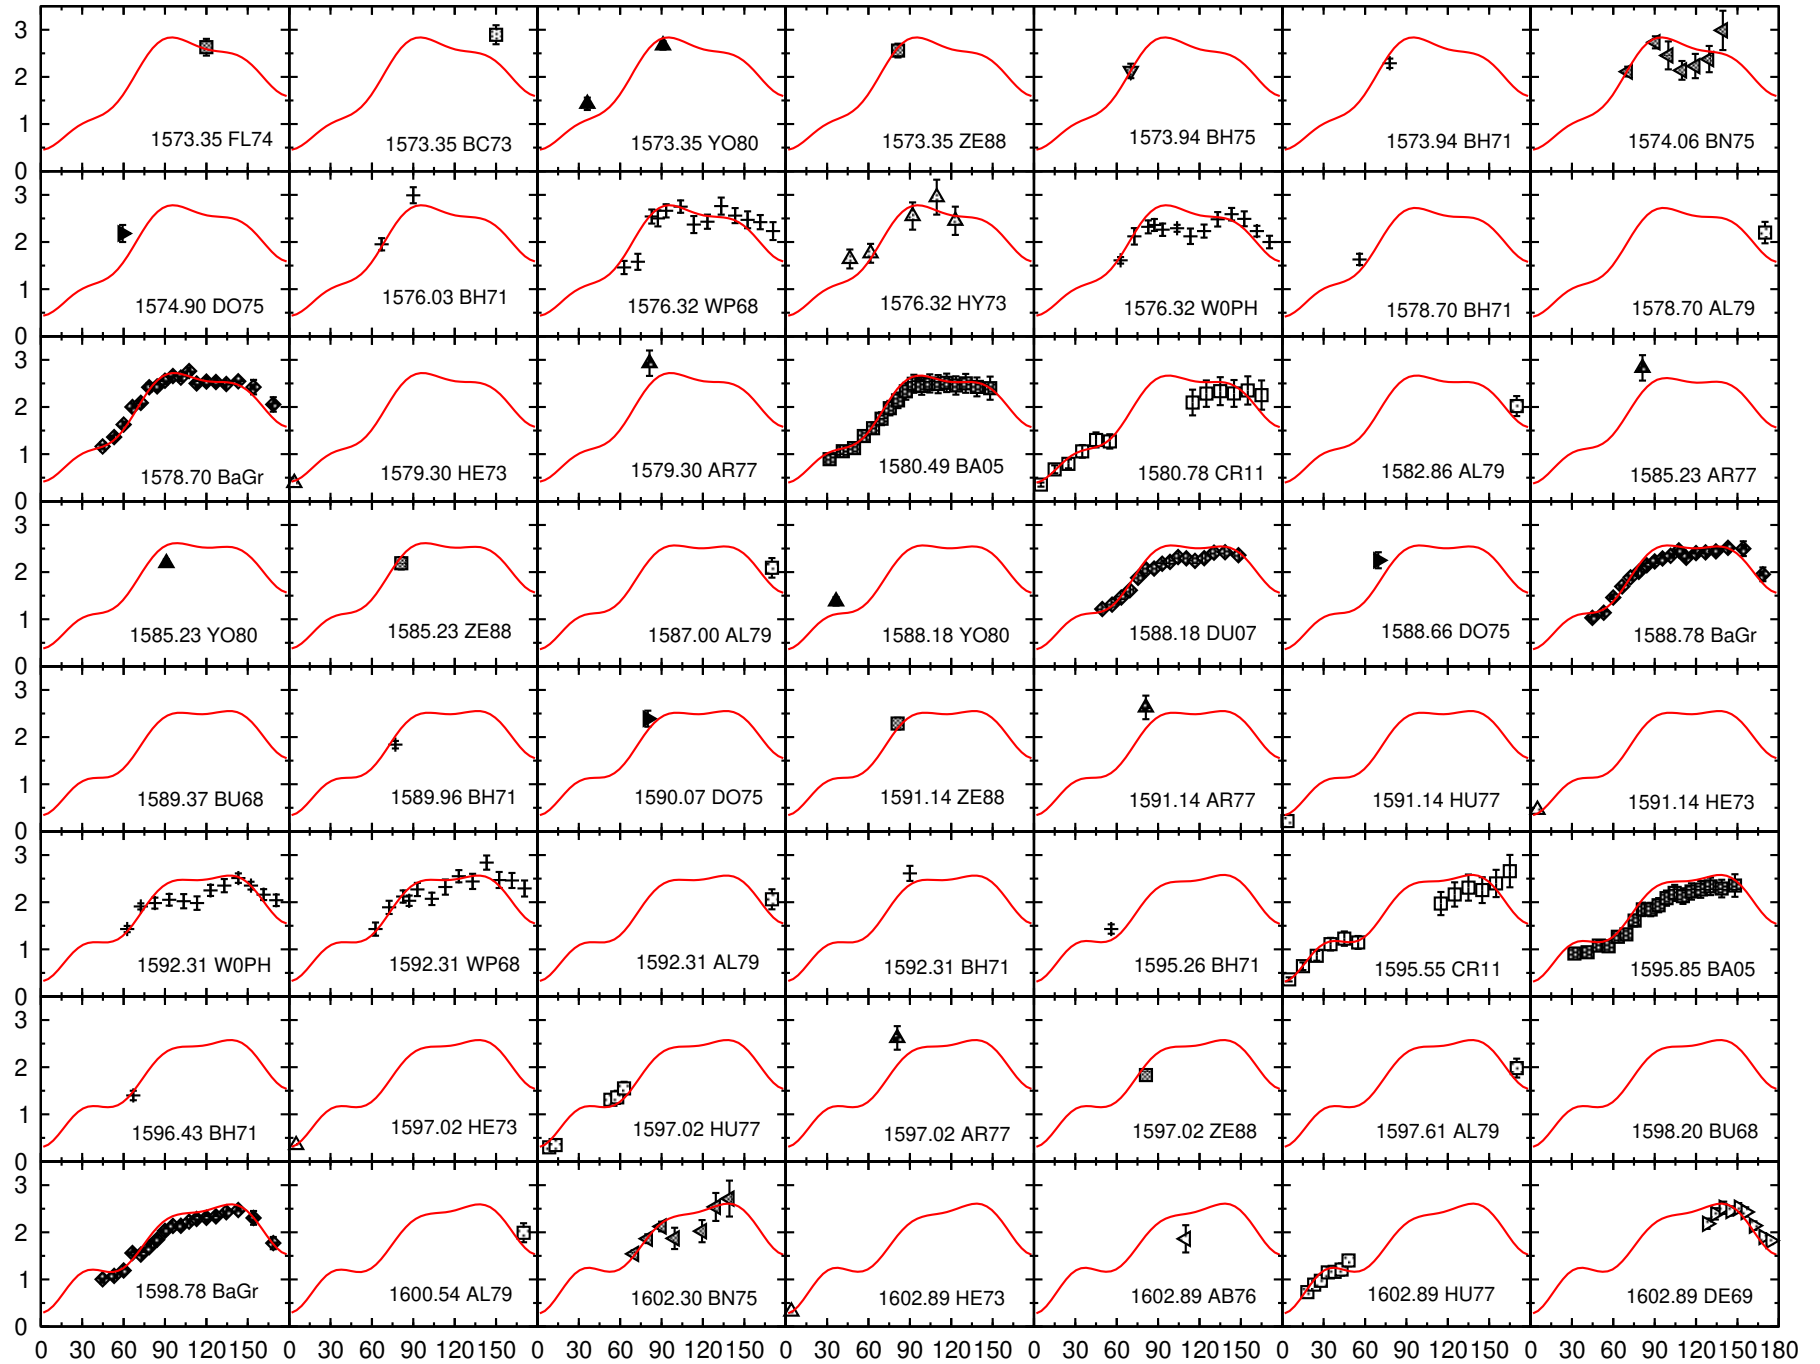 3
2
1
0
1573.35 FL74
1573.35 BC73
1573.35 YO80
1573.35 ZE88
1573.94 BH75
1573.94 BH71
1574.06 BN75
3
2
1
0
1574.90 DO75
1576.03 BH71
1576.32 WP68
1576.32 HY73
1576.32 W0PH
1578.70 BH71
1578.70 AL79
3
2
1
0
1578.70 BaGr
1579.30 HE73
1579.30 AR77
1580.49 BA05
1580.78 CR11
1582.86 AL79
1585.23 AR77
3
2
1
0
1585.23 YO80
1585.23 ZE88
1587.00 AL79
1588.18 YO80
1588.18 DU07
1588.66 DO75
1588.78 BaGr
3
2
1
0
1589.37 BU68
1589.96 BH71
1590.07 DO75
1591.14 ZE88
1591.14 AR77
1591.14 HU77
1591.14 HE73
3
2
1
0
1592.31 W0PH
1592.31 WP68
1592.31 AL79
1592.31 BH71
1595.26 BH71
1595.55 CR11
1595.85 BA05
3
2
1
0
1596.43 BH71
1597.02 HE73
1597.02 HU77
1597.02 AR77
1597.02 ZE88
1597.61 AL79
1598.20 BU68
3
2
1
0
1598.78 BaGr
1600.54 AL79
1602.30 BN75
1602.89 HE73
1602.89 AB76
1602.89 HU77
1602.89 DE69
0 30 60 90 120 150 0 30 60 90 120 150 0 30 60 90 120 150 0 30 60 90 120 150 0 30 60 90 120 150 0 30 60 90 120 150 0 30 60 90 120 150 180